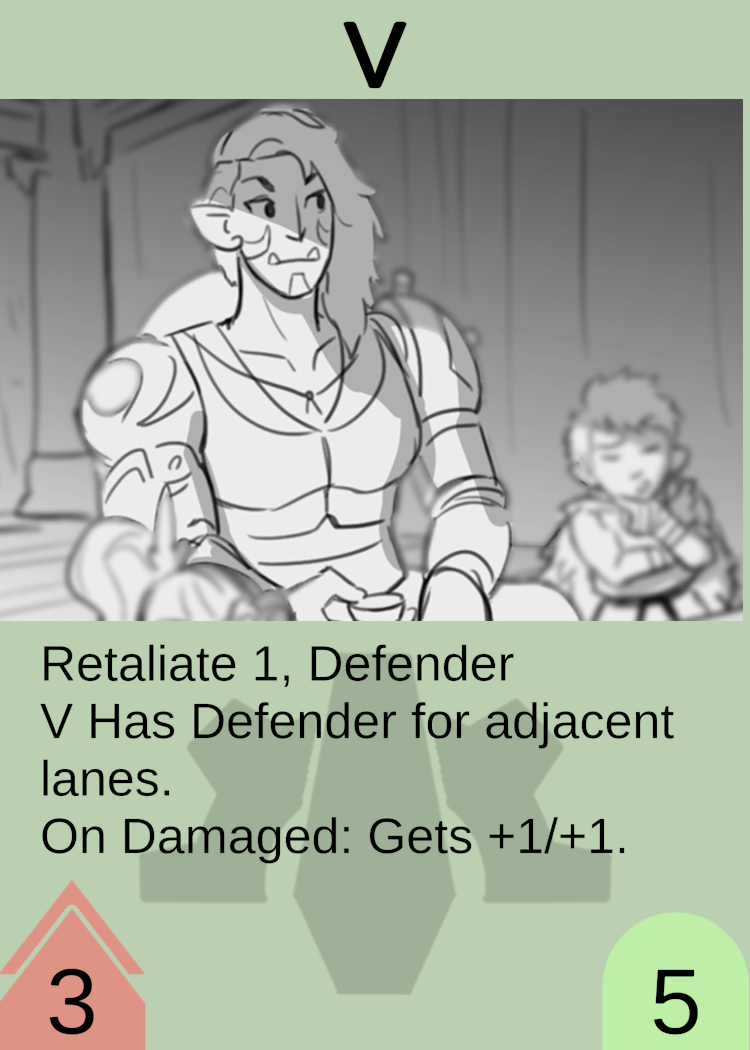 V
Retaliate 1, Defender
V Has Defender for adjacent
lanes.
On Damaged: Gets +1/+1.
3
5